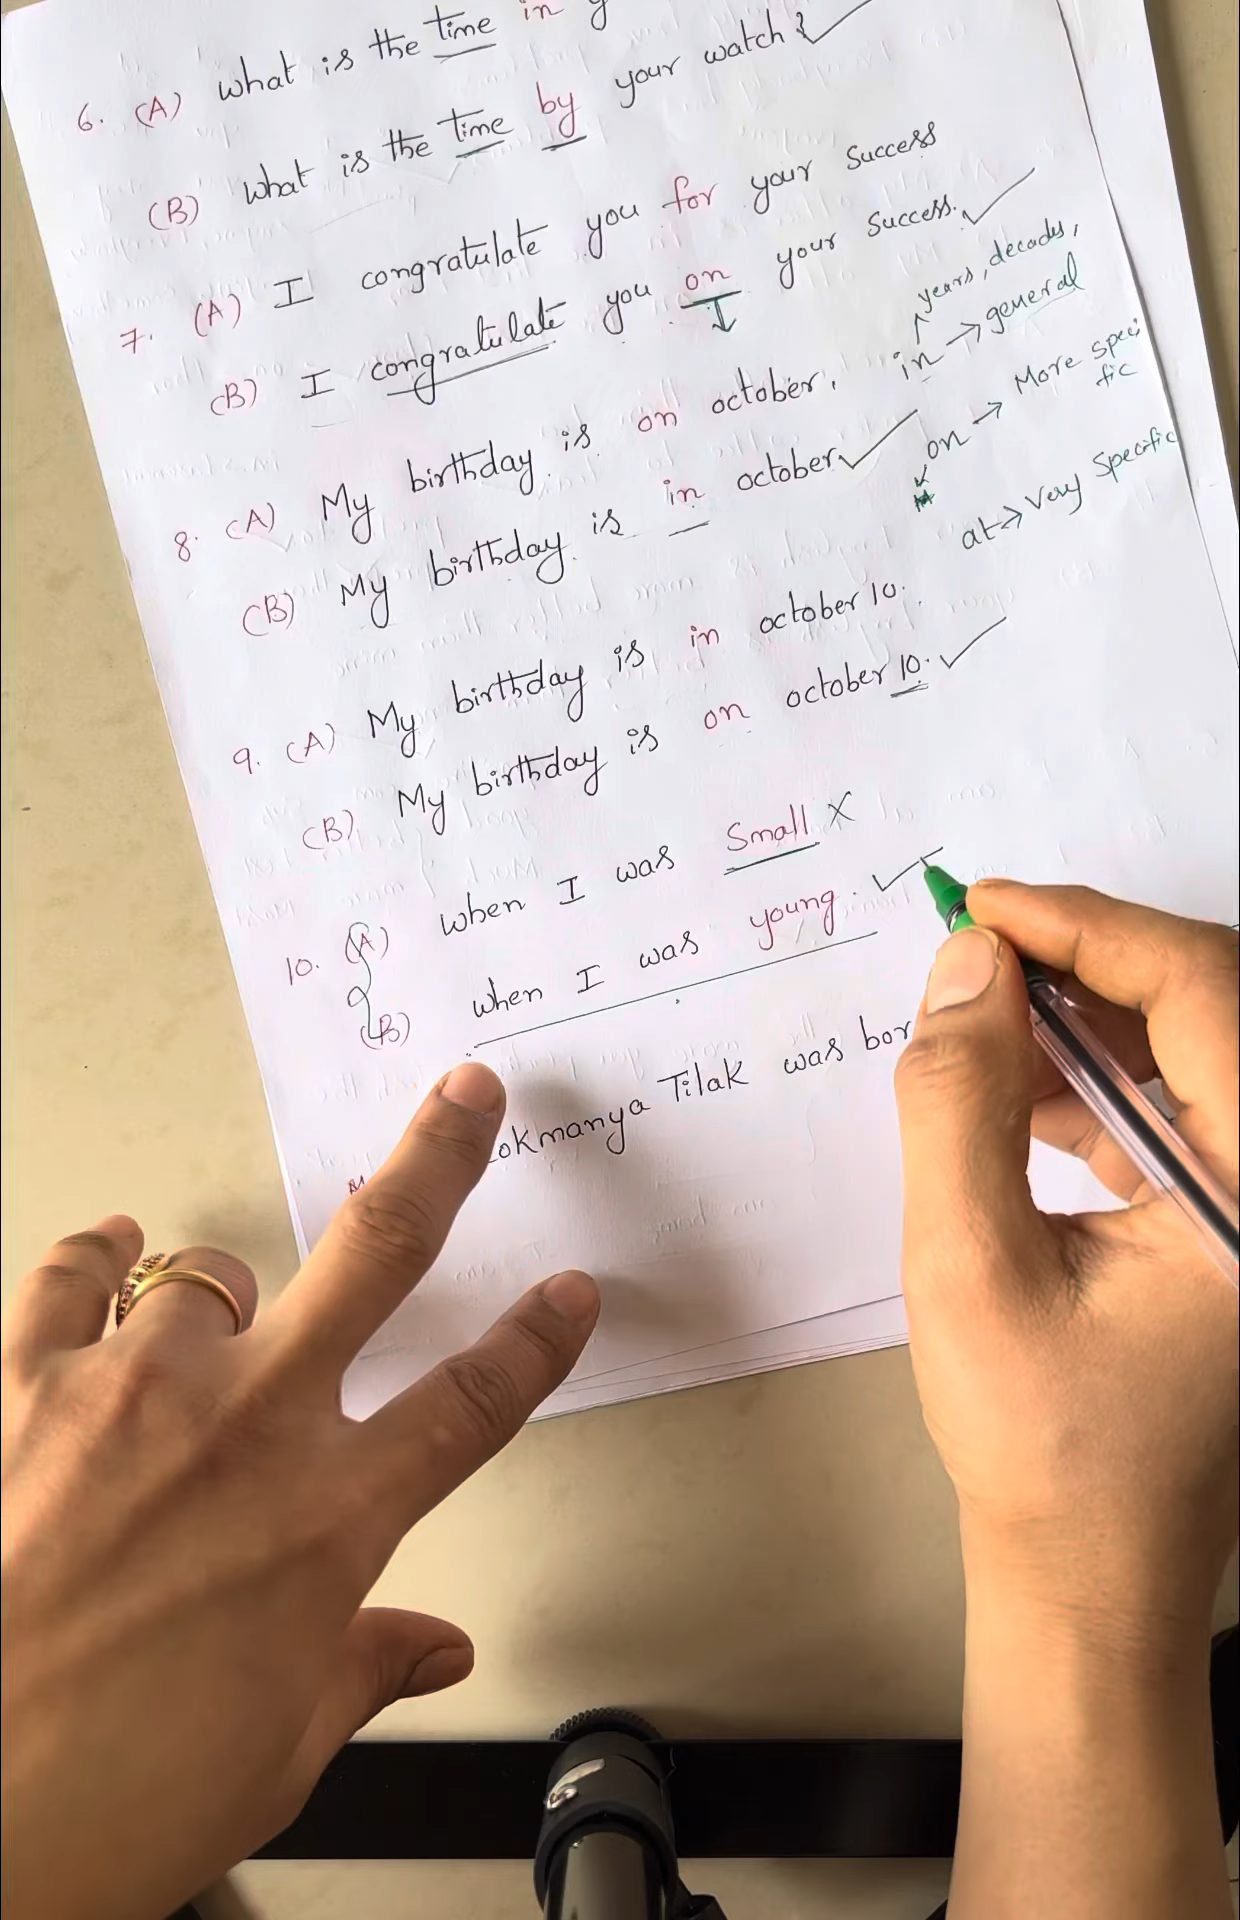 6. (A) what is the time in
(B) what is the time by your watch?
7. (A) I congratulate you for your success
(B) I congratulate you on your success.
8. (A) My birthday is on october.
(B) My birthday is in october
years, decades,
in → general
on → More speci
fic
at → Very Specific
9. (A) My birthday is in october 10.
(B) My birthday is on october 10.
10. (A) when I was Small
(B) when I was young.
okmanya Tilak was bor